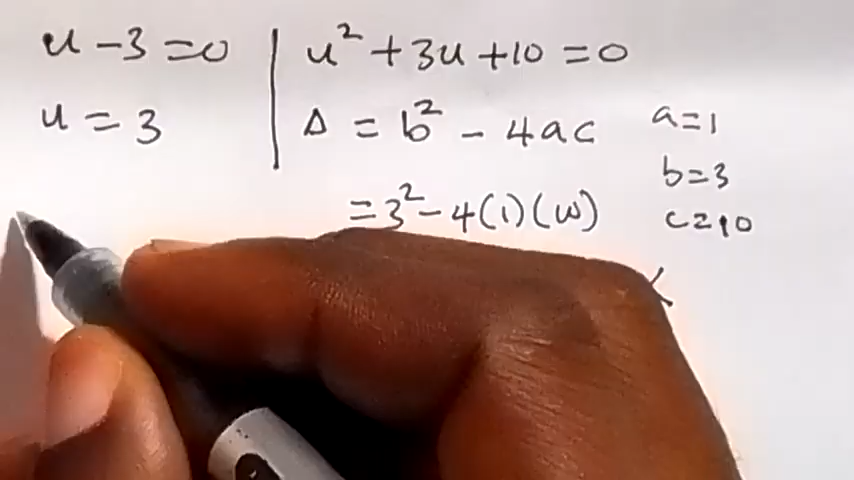 u - 3 = 0
u = 3
u² + 3u + 10 = 0
Δ = b² - 4ac
= 3² - 4(1)(10)
a = 1
b = 3
c = 10